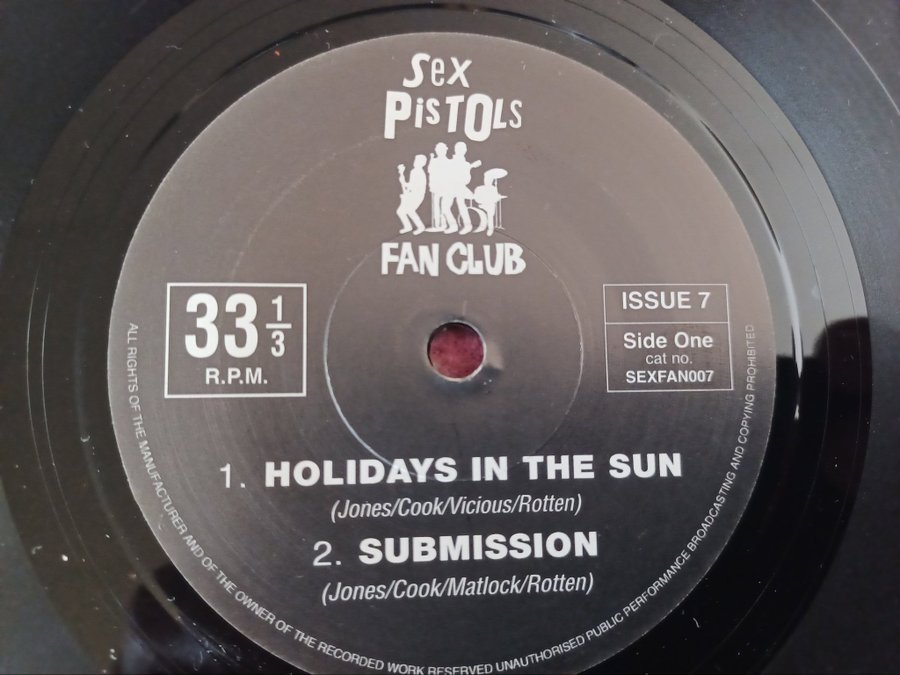 SEX
PISTOLS
FAN CLUB
33 1/3
R.P.M.
ISSUE 7
Side One
cat no.
SEXFAN007
1. HOLIDAYS IN THE SUN
(Jones/Cook/Vicious/Rotten)
2. SUBMISSION
(Jones/Cook/Matlock/Rotten)
ALL RIGHTS OF THE MANUFACTURER AND OF THE OWNER OF THE RECORDED WORK RESERVED UNAUTHORISED PUBLIC PERFORMANCE BROADCASTING AND COPYING PROHIBITED